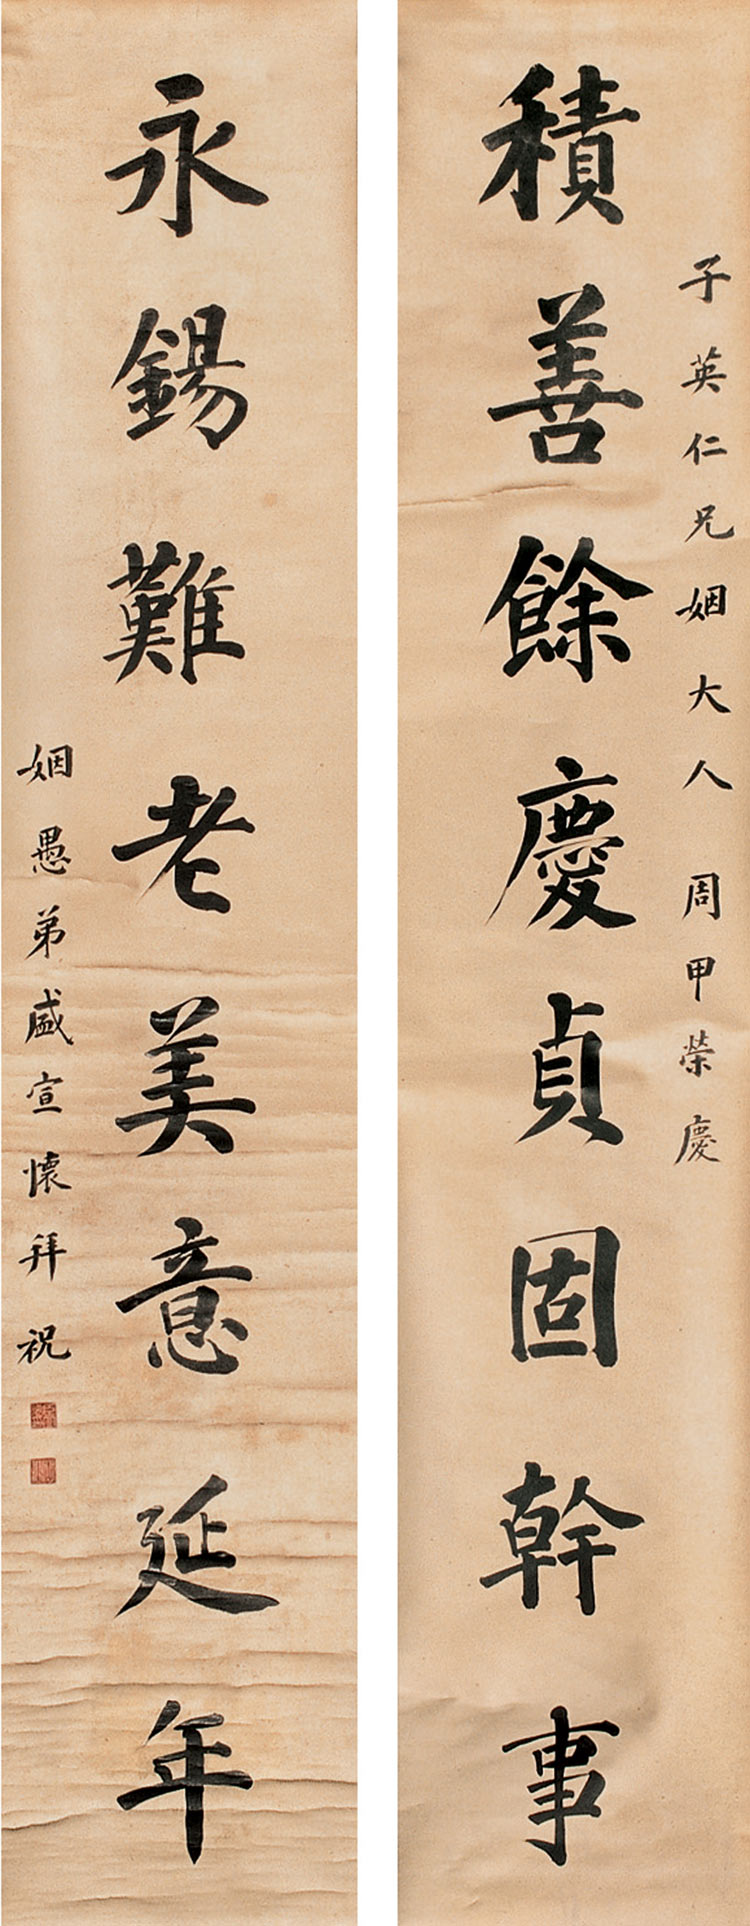 子英仁兄姻大人 周甲榮慶
積善餘慶貞固幹事
永錫難老美意延年
姻愚弟盛宣懷拜祝